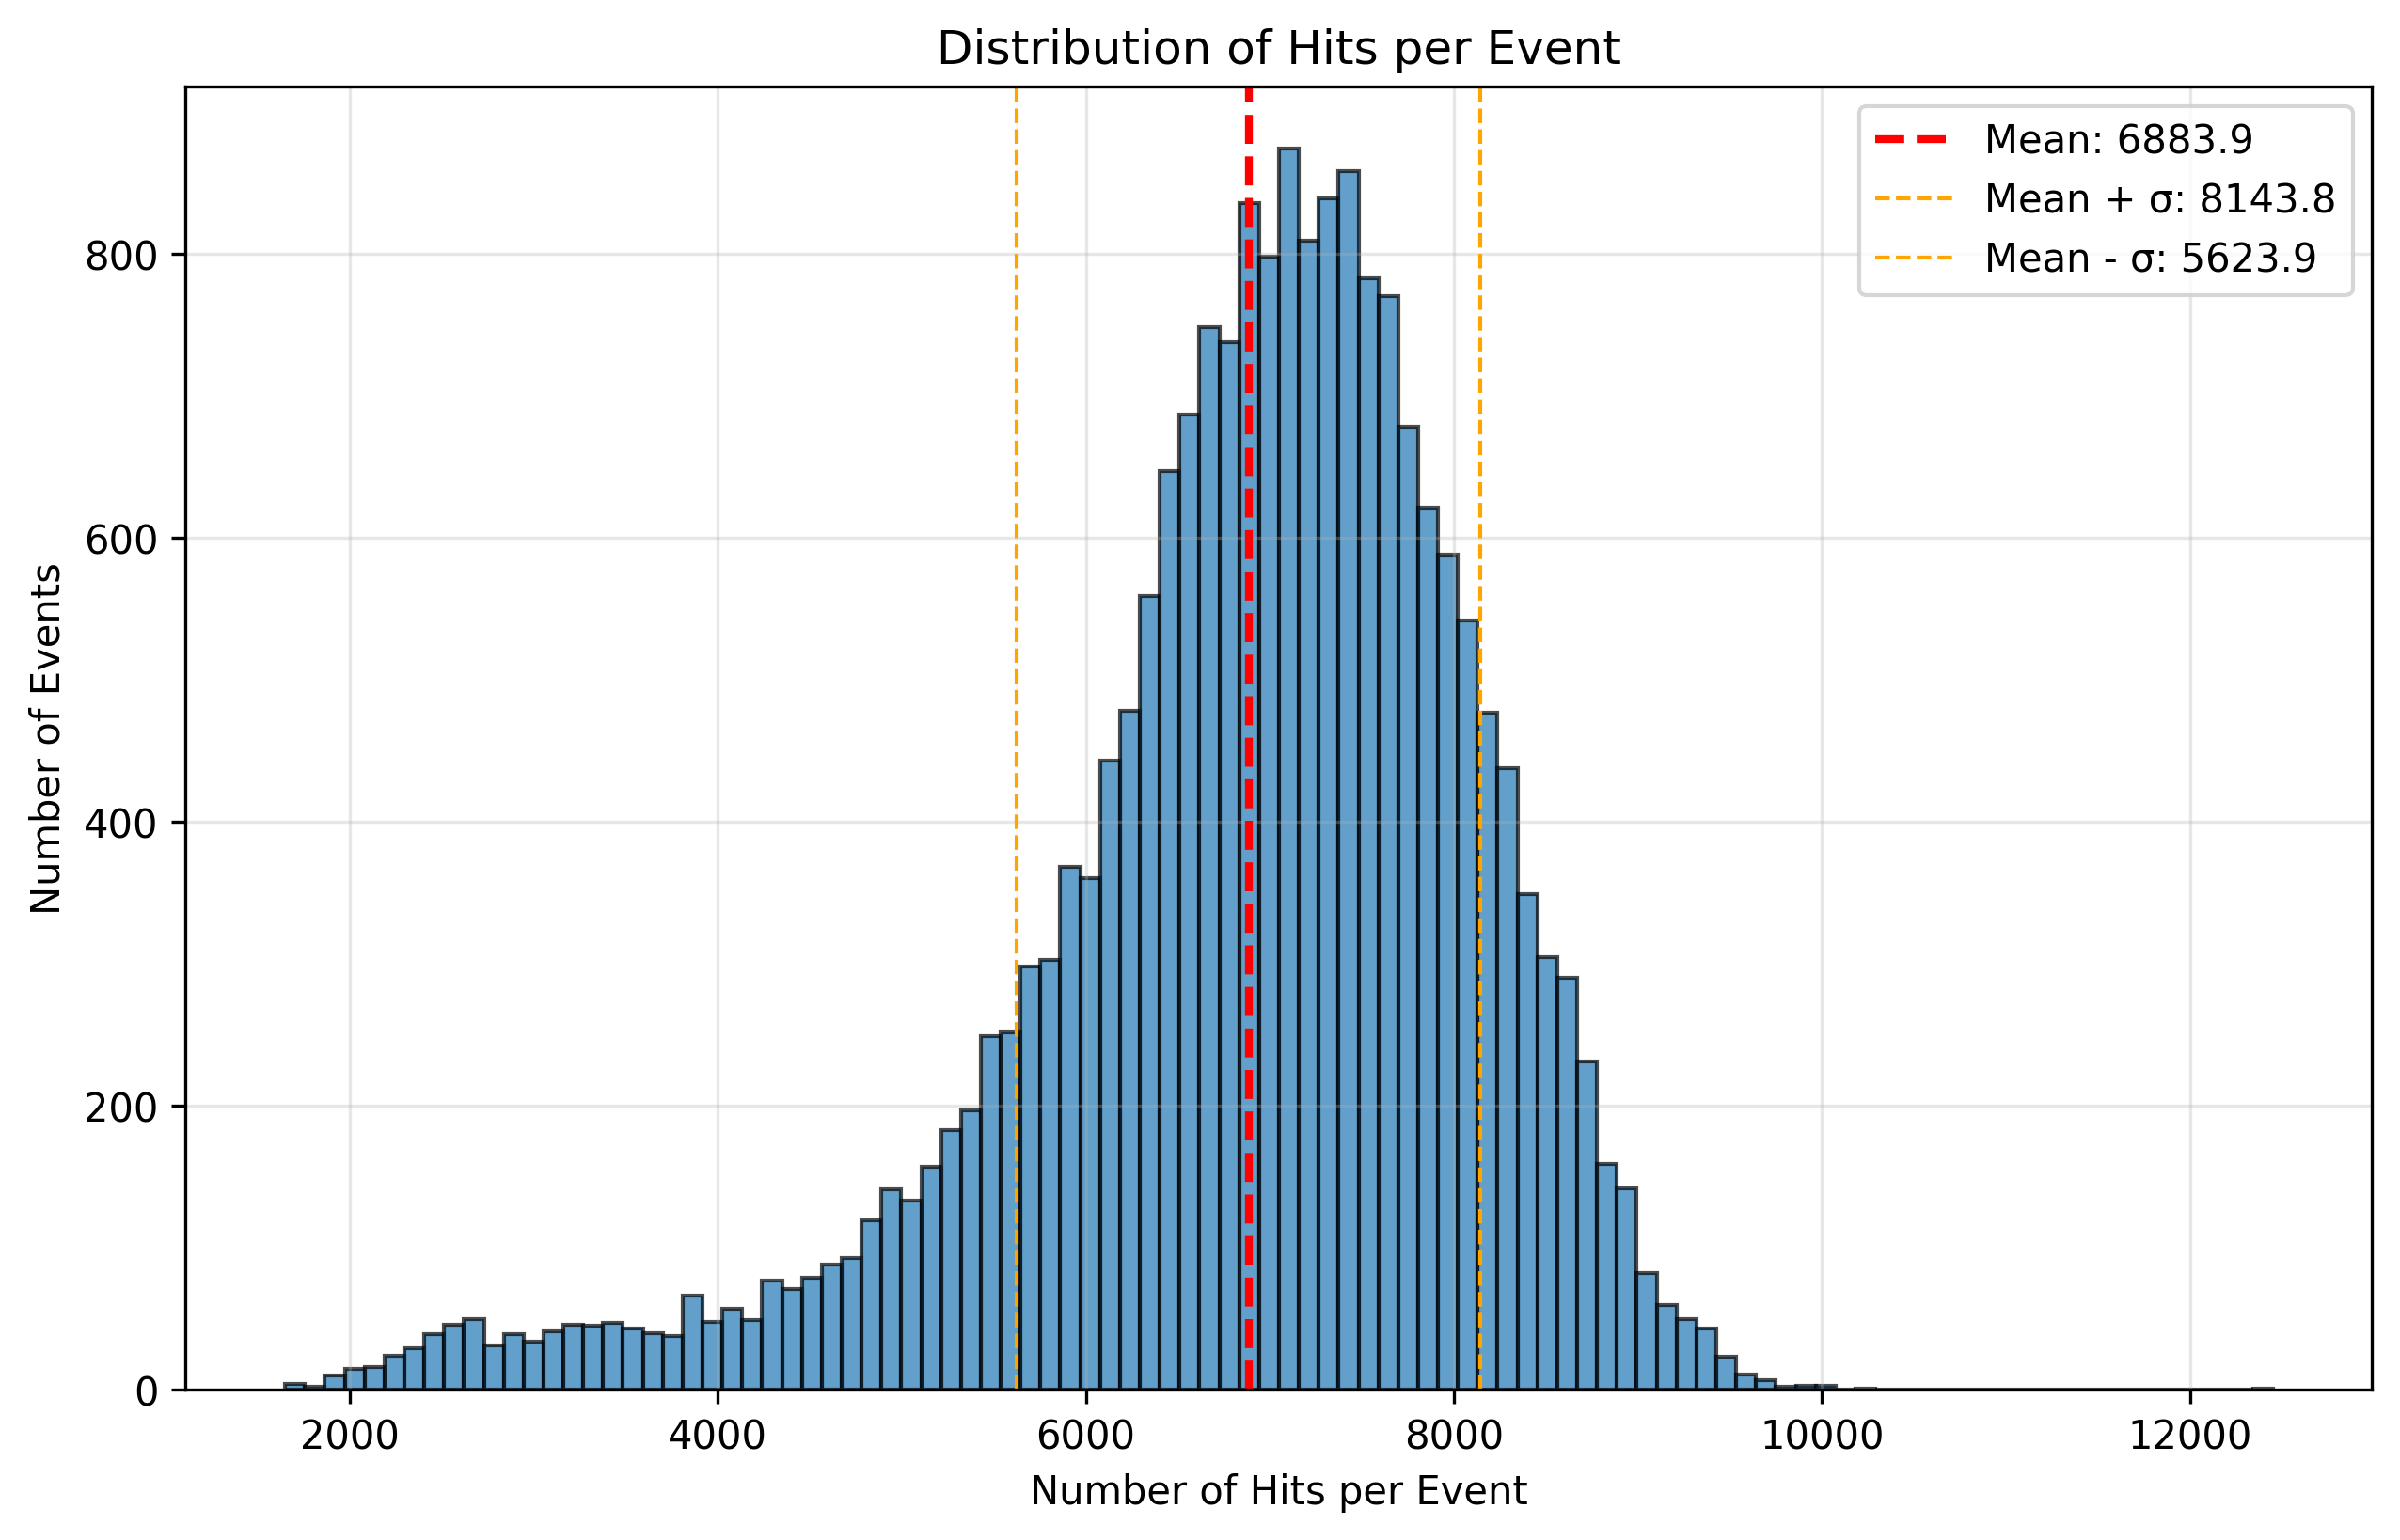 Distribution of Hits per Event
Mean: 6883.9
Mean + σ: 8143.8
Mean - σ: 5623.9
Number of Events
800
600
400
200
0
2000 4000 6000 8000 10000 12000
Number of Hits per Event